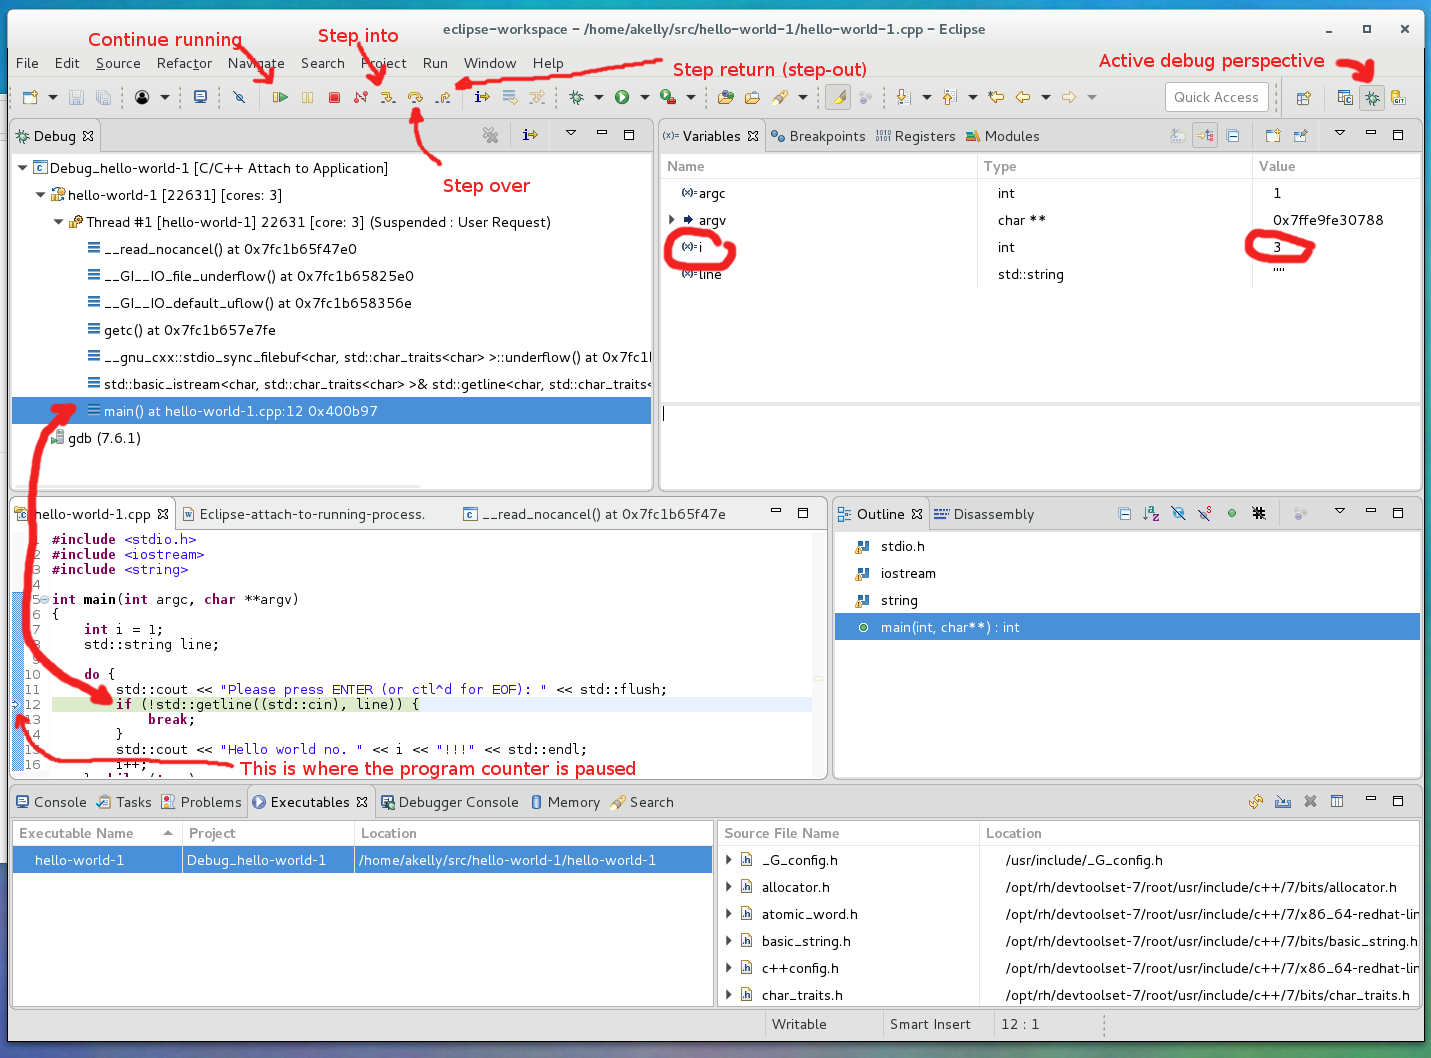 eclipse-workspace – /home/akelly/src/hello-world-1/hello-world-1.cpp – Eclipse
Continue running
Step into
File Edit Source Refactor Navigate Search Project Run Window Help
Step return (step-out)
Active debug perspective
Quick Access
Step over
Debug
Debug_hello-world-1 [C/C++ Attach to Application]
hello-world-1 [22631] [cores: 3]
Thread #1 [hello-world-1] 22631 [core: 3] (Suspended : User Request)
__read_nocancel() at 0x7fc1b65f47e0
__GI__IO_file_underflow() at 0x7fc1b65825e0
__GI__IO_default_uflow() at 0x7fc1b658356e
getc() at 0x7fc1b657e7fe
__gnu_cxx::stdio_sync_filebuf<char, std::char_traits<char> >::underflow() at 0x7fc1
std::basic_istream<char, std::char_traits<char> >& std::getline<char, std::char_traits<
main() at hello-world-1.cpp:12 0x400b97
gdb (7.6.1)
(x)= Variables Breakpoints 1010 0101 Registers Modules
Name Type Value
(x)= argc int 1
argv char ** 0x7ffe9fe30788
(x)= i int 3
(x)= line std::string ""
hello-world-1.cpp Eclipse-attach-to-running-process. __read_nocancel() at 0x7fc1b65f47e
1 #include <stdio.h>
2 #include <iostream>
3 #include <string>
4
5 int main(int argc, char **argv)
6 {
7 int i = 1;
8 std::string line;
9
10 do {
11 std::cout << "Please press ENTER (or ctl^d for EOF): " << std::flush;
12 if (!std::getline((std::cin), line)) {
13 break;
14 }
15 std::cout << "Hello world no. " << i << "!!!" << std::endl;
16 i++;
} while (true)
This is where the program counter is paused
Outline Disassembly
stdio.h
iostream
string
main(int, char**) : int
Console Tasks Problems Executables Debugger Console Memory Search
Executable Name Project Location
hello-world-1 Debug_hello-world-1 /home/akelly/src/hello-world-1/hello-world-1
Source File Name Location
_G_config.h /usr/include/_G_config.h
allocator.h /opt/rh/devtoolset-7/root/usr/include/c++/7/bits/allocator.h
atomic_word.h /opt/rh/devtoolset-7/root/usr/include/c++/7/x86_64-redhat-lin
basic_string.h /opt/rh/devtoolset-7/root/usr/include/c++/7/bits/basic_string.h
c++config.h /opt/rh/devtoolset-7/root/usr/include/c++/7/x86_64-redhat-lin
char_traits.h /opt/rh/devtoolset-7/root/usr/include/c++/7/bits/char_traits.h
Writable Smart Insert 12 : 1